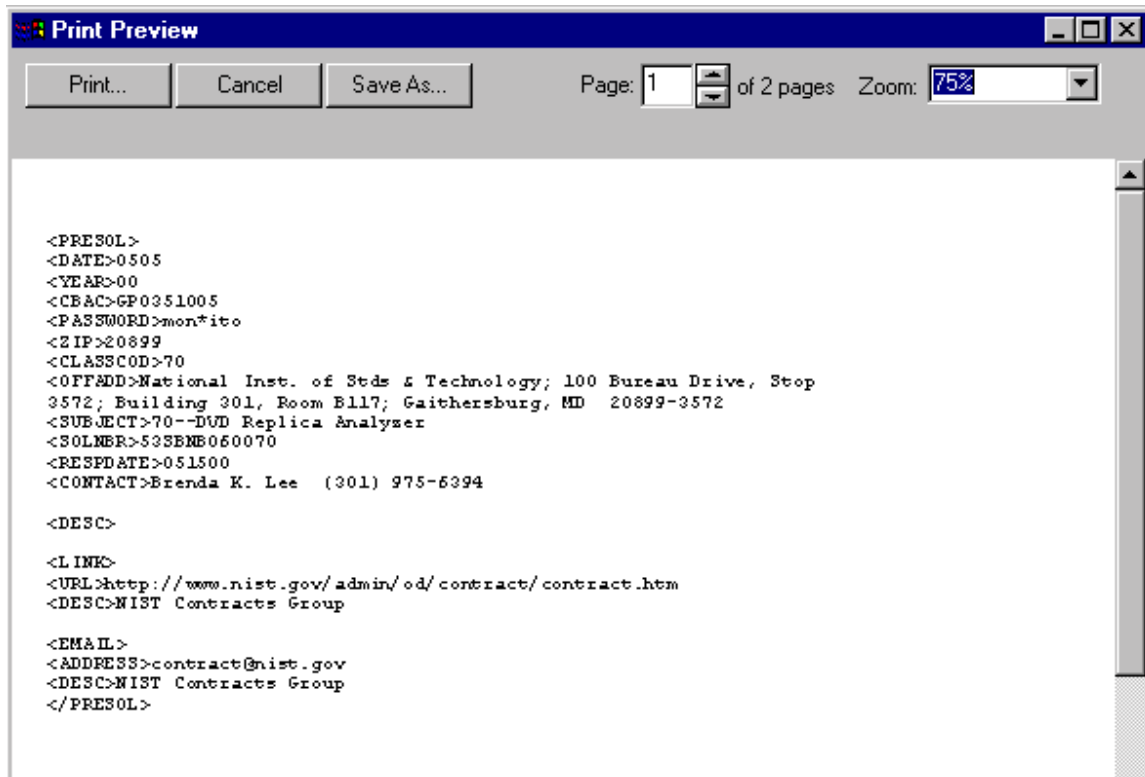 Print Preview
Print... Cancel Save As... Page: 1 of 2 pages Zoom: 75%
<PRESOL>
<DATE>0505
<YEAR>00
<CBAC>GP0351005
<PASSWORD>mon*ito
<ZIP>20899
<CLASSCOD>70
<OFFADD>National Inst. of Stds & Technology; 100 Bureau Drive, Stop
3572; Building 301, Room B117; Gaithersburg, MD  20899-3572
<SUBJECT>70--DVD Replica Analyzer
<SOLNBR>53SBNB060070
<RESPDATE>051500
<CONTACT>Brenda K. Lee  (301) 975-6394
<DESC>
<LINK>
<URL>http://www.nist.gov/admin/od/contract/contract.htm
<DESC>NIST Contracts Group
<EMAIL>
<ADDRESS>contract@nist.gov
<DESC>NIST Contracts Group
</PRESOL>